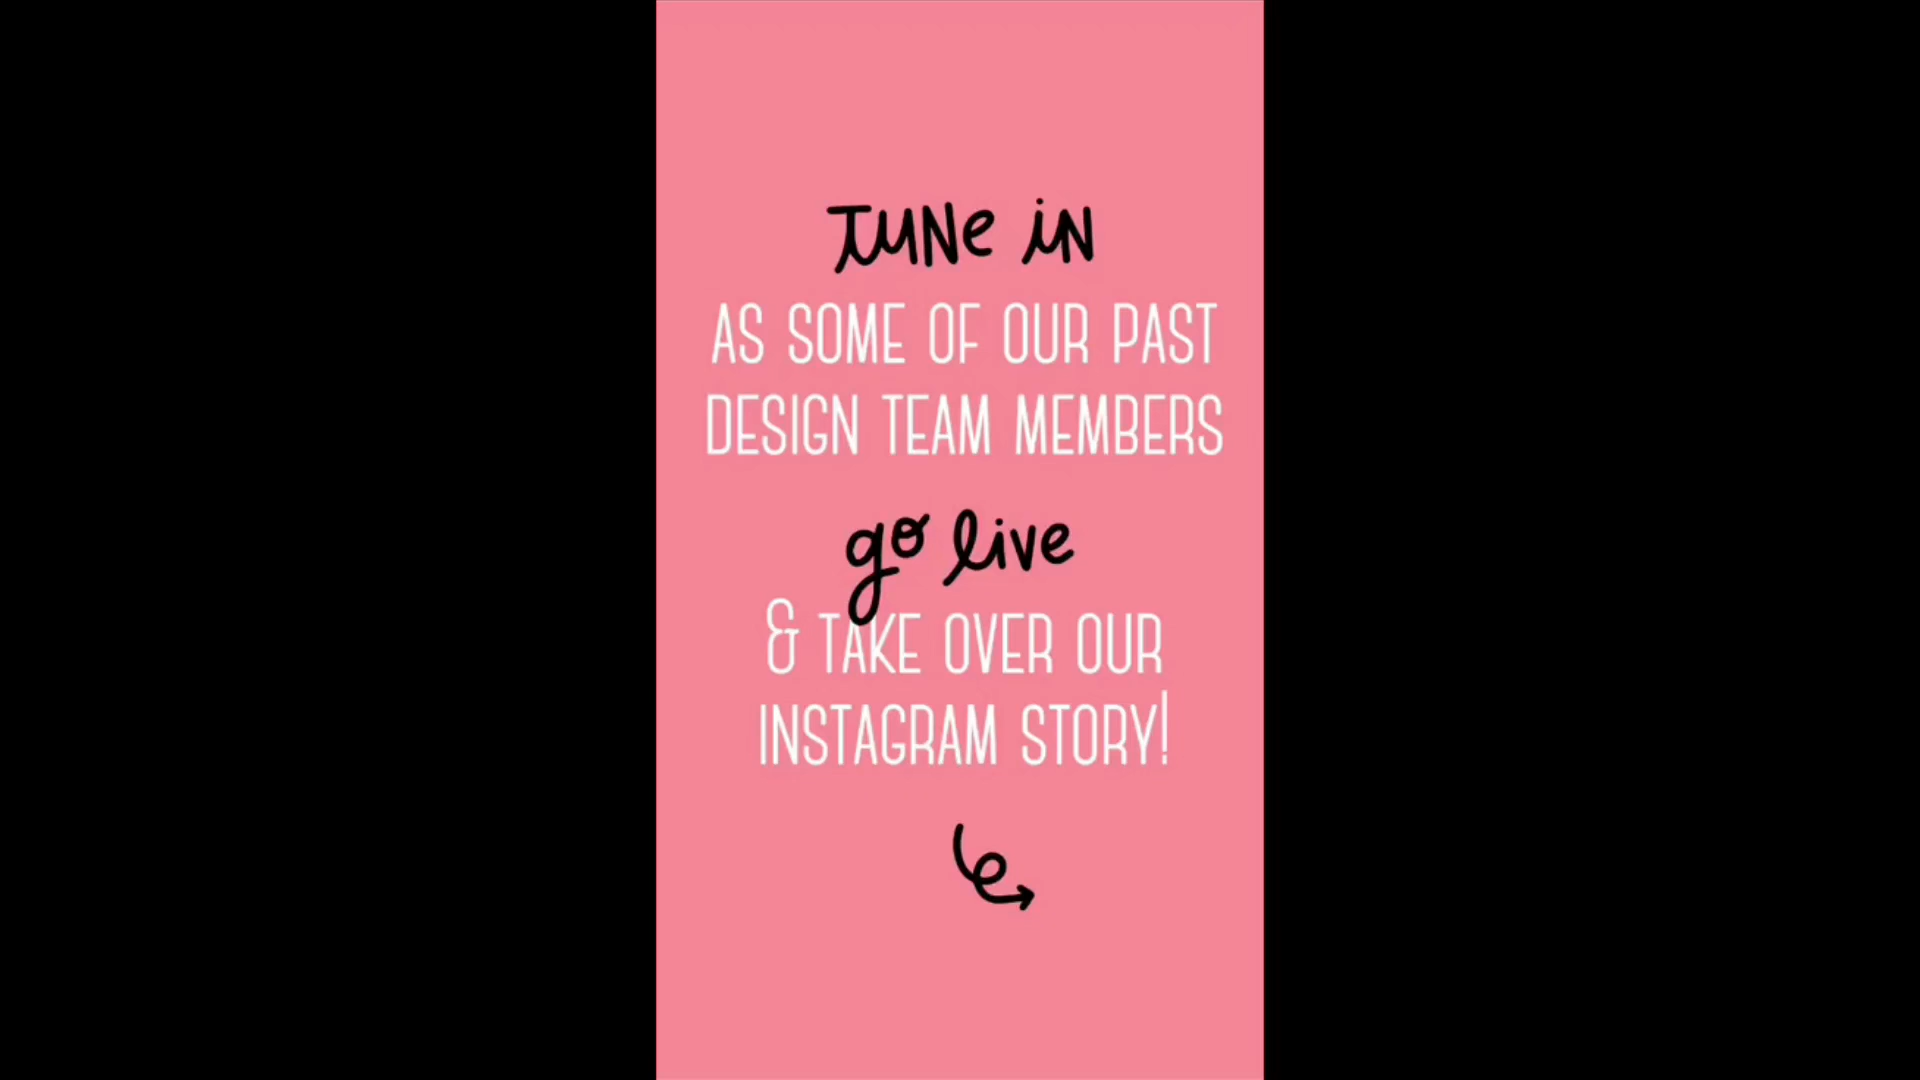 TUNe iN
AS SOME OF OUR PAST
DESIGN TEAM MEMBERS
go live
& TAKE OVER OUR
INSTAGRAM STORY!